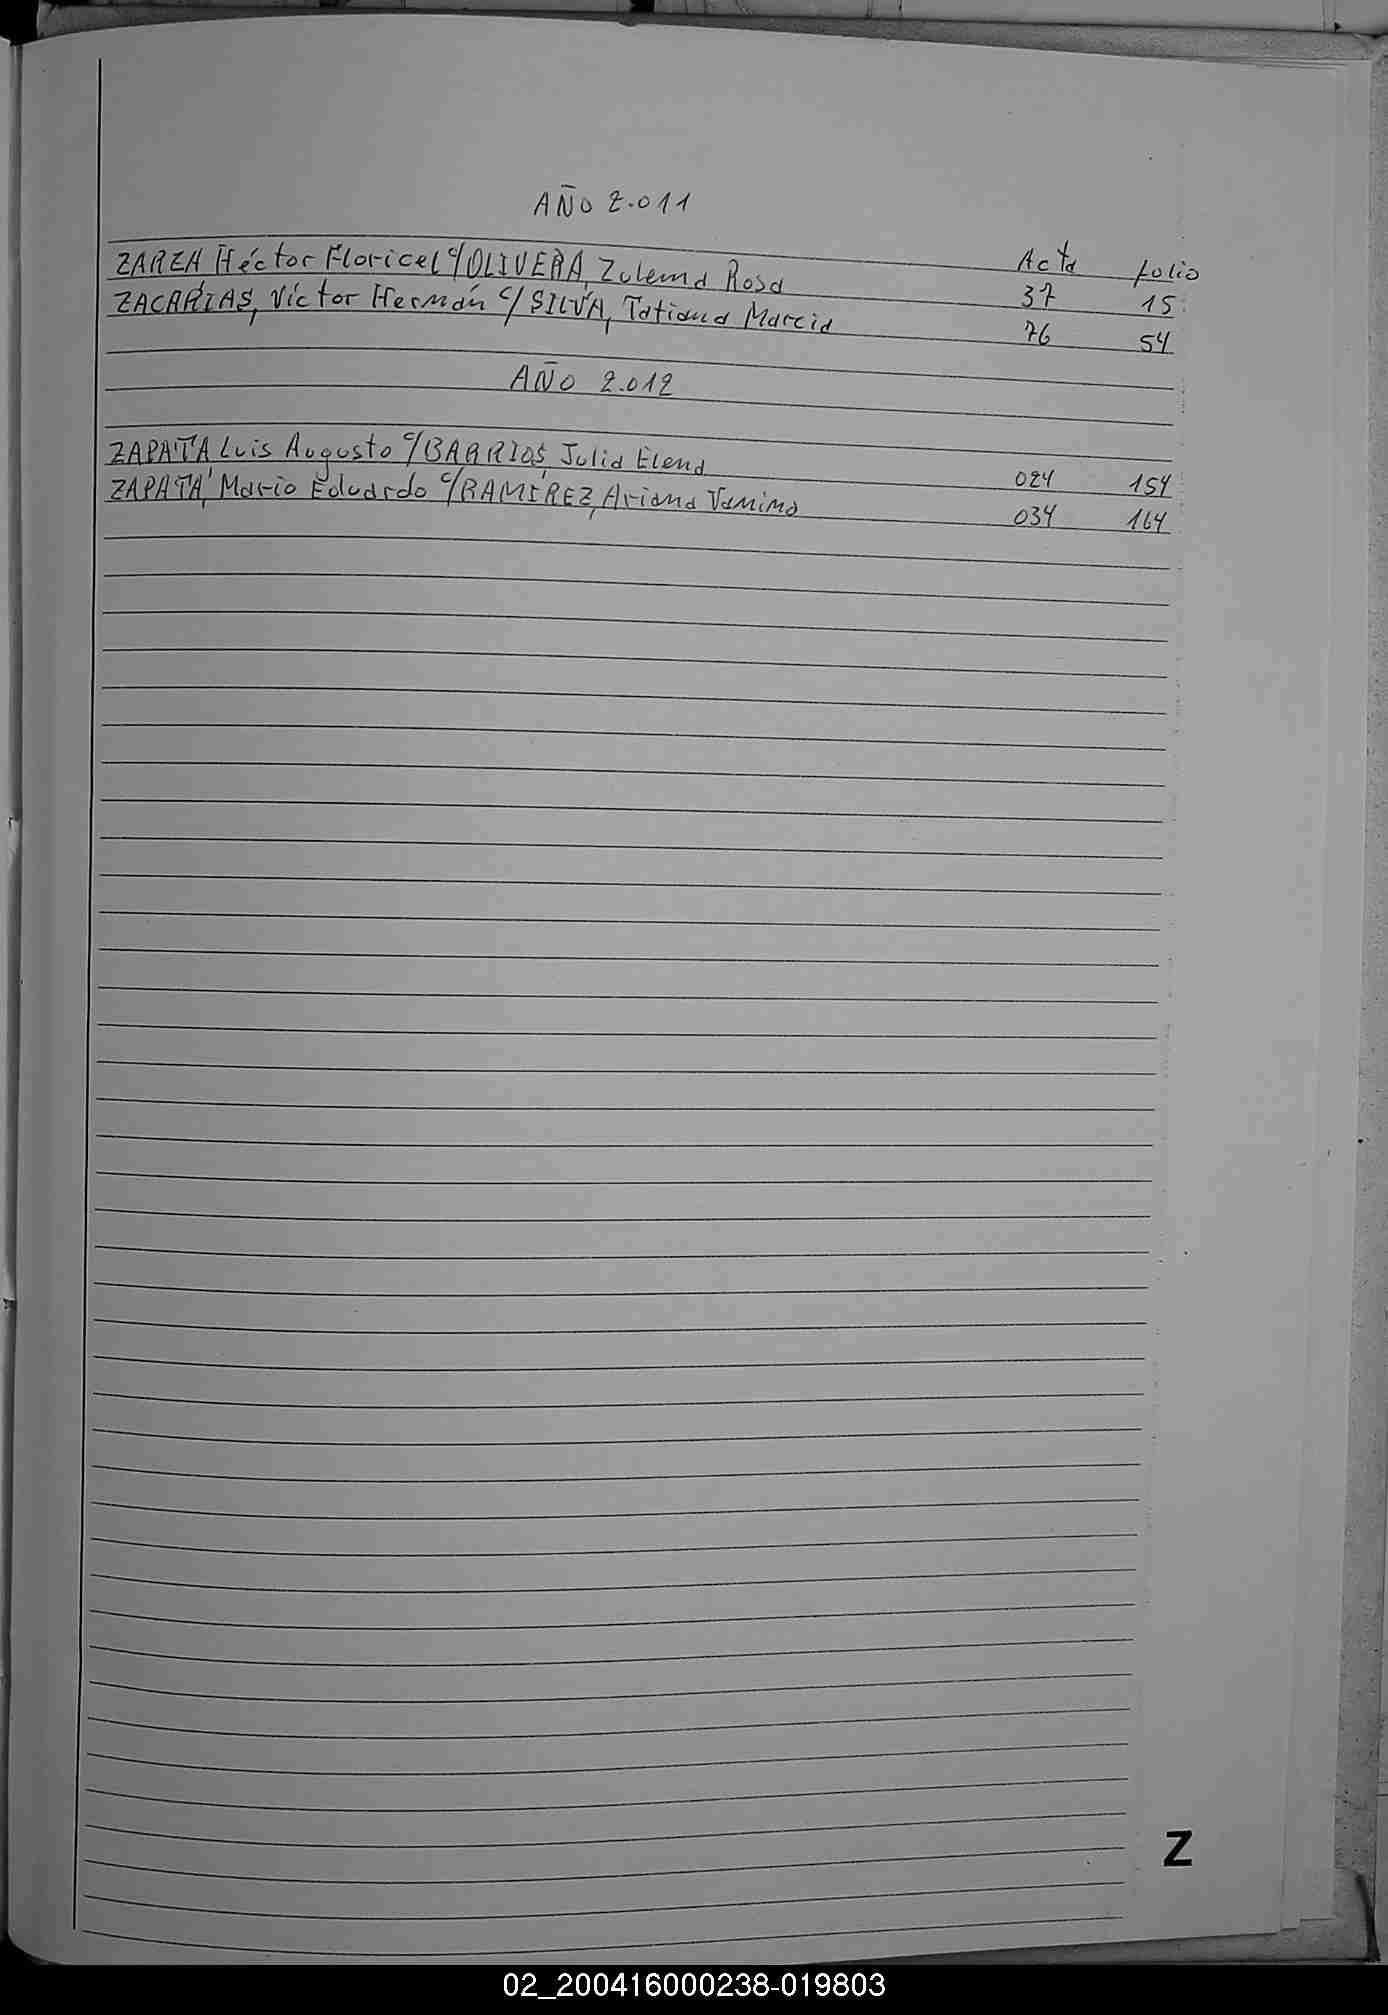 AÑO 2.011
Acta folio
ZARZA Héctor Floricel c/ OLIVERA, Zulema Rosa 37 15
ZACARÍAS, Víctor Hernán c/ SILVA, Tatiana Marcia 76 54
AÑO 2.012
ZAPATA, Luis Augusto c/ BARRIOS, Julia Elena 024 154
ZAPATA, Mario Eduardo c/ RAMÍREZ, Ariana Vanina 034 164
Z
02_200416000238-019803